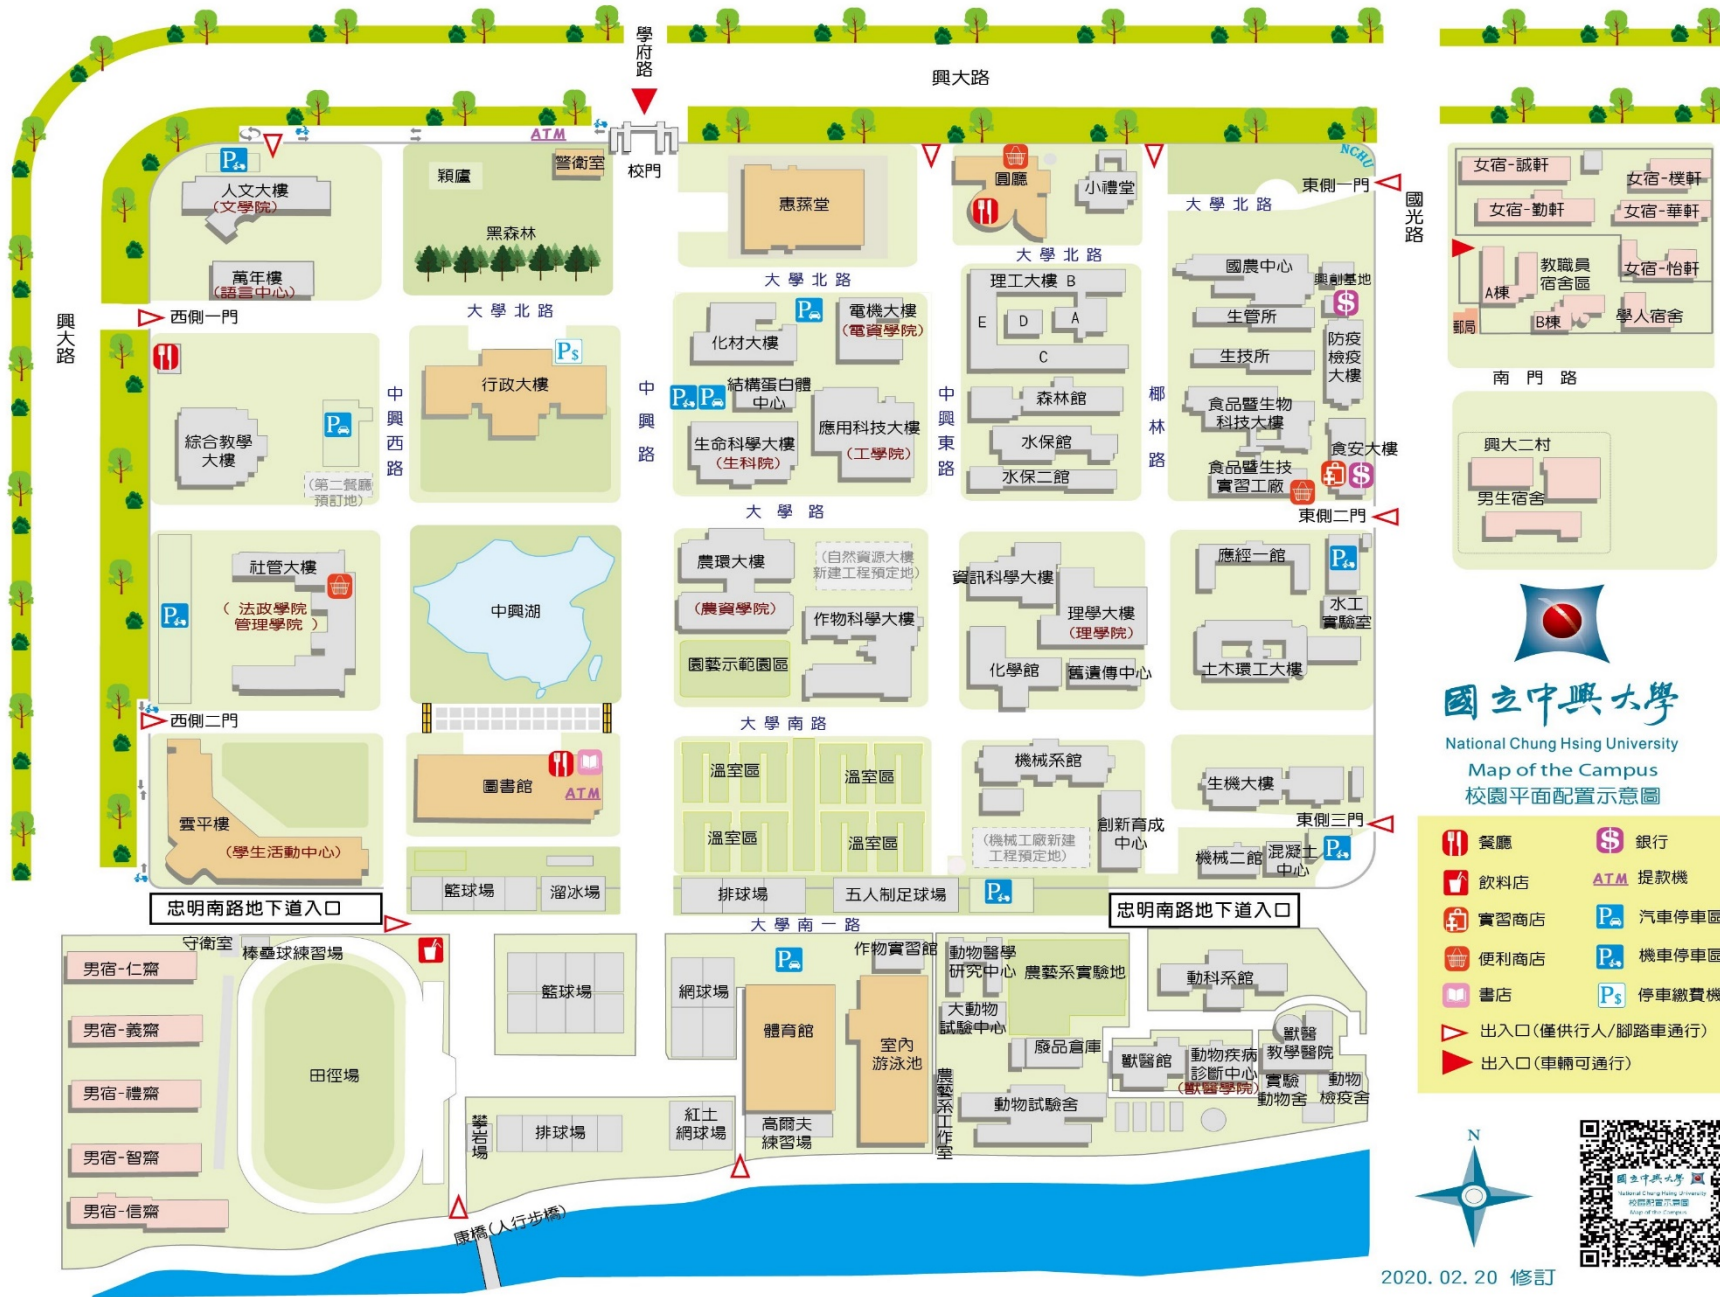 學府路
興大路
ATM
校門
警衛室
穎廬
黑森林
人文大樓
(文學院)
萬年樓
(語言中心)
惠蓀堂
圓廳
小禮堂
NCHU
東側一門
國光路
大學北路
大學北路
大學北路
大學北路
女宿-誠軒
女宿-樸軒
女宿-勤軒
女宿-華軒
女宿-怡軒
A棟
教職員
宿舍區
B棟
學人宿舍
郵局
南門路
興大路
西側一門
綜合教學
大樓
(第二餐廳
預訂地)
中興西路
行政大樓
中興路
化材大樓
電機大樓
(電資學院)
結構蛋白體
中心
生命科學大樓
(生科院)
應用科技大樓
(工學院)
中興東路
理工大樓 B
E
D
A
C
森林館
水保館
水保二館
椰林路
國農中心
興創基地
生管所
生技所
防疫
檢疫
大樓
食品暨生物
科技大樓
食安大樓
食品暨生技
實習工廠
東側二門
大學路
興大二村
男生宿舍
社管大樓
( 法政學院
管理學院 )
中興湖
農環大樓
(農資學院)
(自然資源大樓
新建工程預定地)
作物科學大樓
園藝示範園區
資訊科學大樓
理學大樓
(理學院)
化學館
舊遺傳中心
應經一館
水工
實驗室
土木環工大樓
西側二門
大學南路
國立中興大學
National Chung Hsing University
Map of the Campus
校園平面配置示意圖
雲平樓
(學生活動中心)
圖書館
ATM
溫室區
溫室區
溫室區
溫室區
機械系館
(機械工廠新建
工程預定地)
創新育成
中心
生機大樓
東側三門
機械二館
混凝土
中心
籃球場
溜冰場
排球場
五人制足球場
忠明南路地下道入口
忠明南路地下道入口
大學南一路
餐廳
銀行
飲料店
ATM 提款機
實習商店
汽車停車區
便利商店
機車停車區
書店
停車繳費機
出入口(僅供行人/腳踏車通行)
出入口(車輛可通行)
守衛室
棒壘球練習場
男宿-仁齋
男宿-義齋
男宿-禮齋
男宿-智齋
男宿-信齋
田徑場
籃球場
網球場
體育館
作物實習館
室內
游泳池
動物醫學
研究中心
農藝系實驗地
大動物
試驗中心
廢品倉庫
動科系館
獸醫館
動物疾病
診斷中心
(獸醫學院)
獸醫
教學醫院
實驗
動物舍
動物
檢疫舍
動物試驗舍
農藝系工作室
攀岩場
排球場
紅土
網球場
高爾夫
練習場
康橋(人行步橋)
N
國立中興大學
National Chung Hsing University
校園配置示意圖
Map of the Campus
2020.02.20 修訂